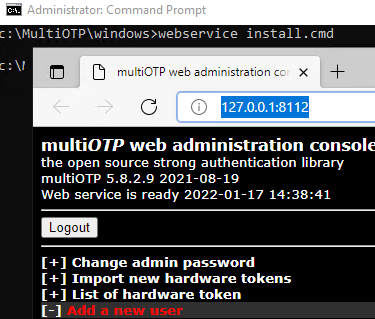 Administrator: Command Prompt
c:\MultiOTP\windows>webservice install.cmd
c:\M
multiOTP web administration con
127.0.0.1:8112
multiOTP web administration console
the open source strong authentication library
multiOTP 5.8.2.9 2021-08-19
Web service is ready 2022-01-17 14:38:41
Logout
[+] Change admin password
[+] Import new hardware tokens
[+] List of hardware token
[-] Add a new user